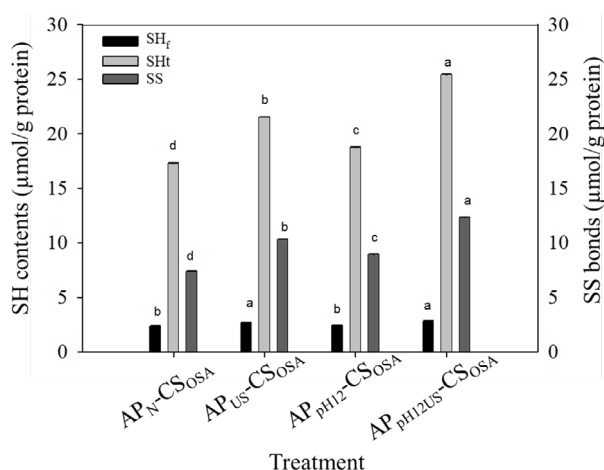 SHf
SHt
SS
SH contents (µmol/g protein)
30
25
20
15
10
5
0
b
d
d
a
b
b
b
c
c
a
a
a
30
25
20
15
10
5
0
SS bonds (µmol/g protein)
APN-CSOSA
APUS-CSOSA
APpH12-CSOSA
APpH12US-CSOSA
Treatment